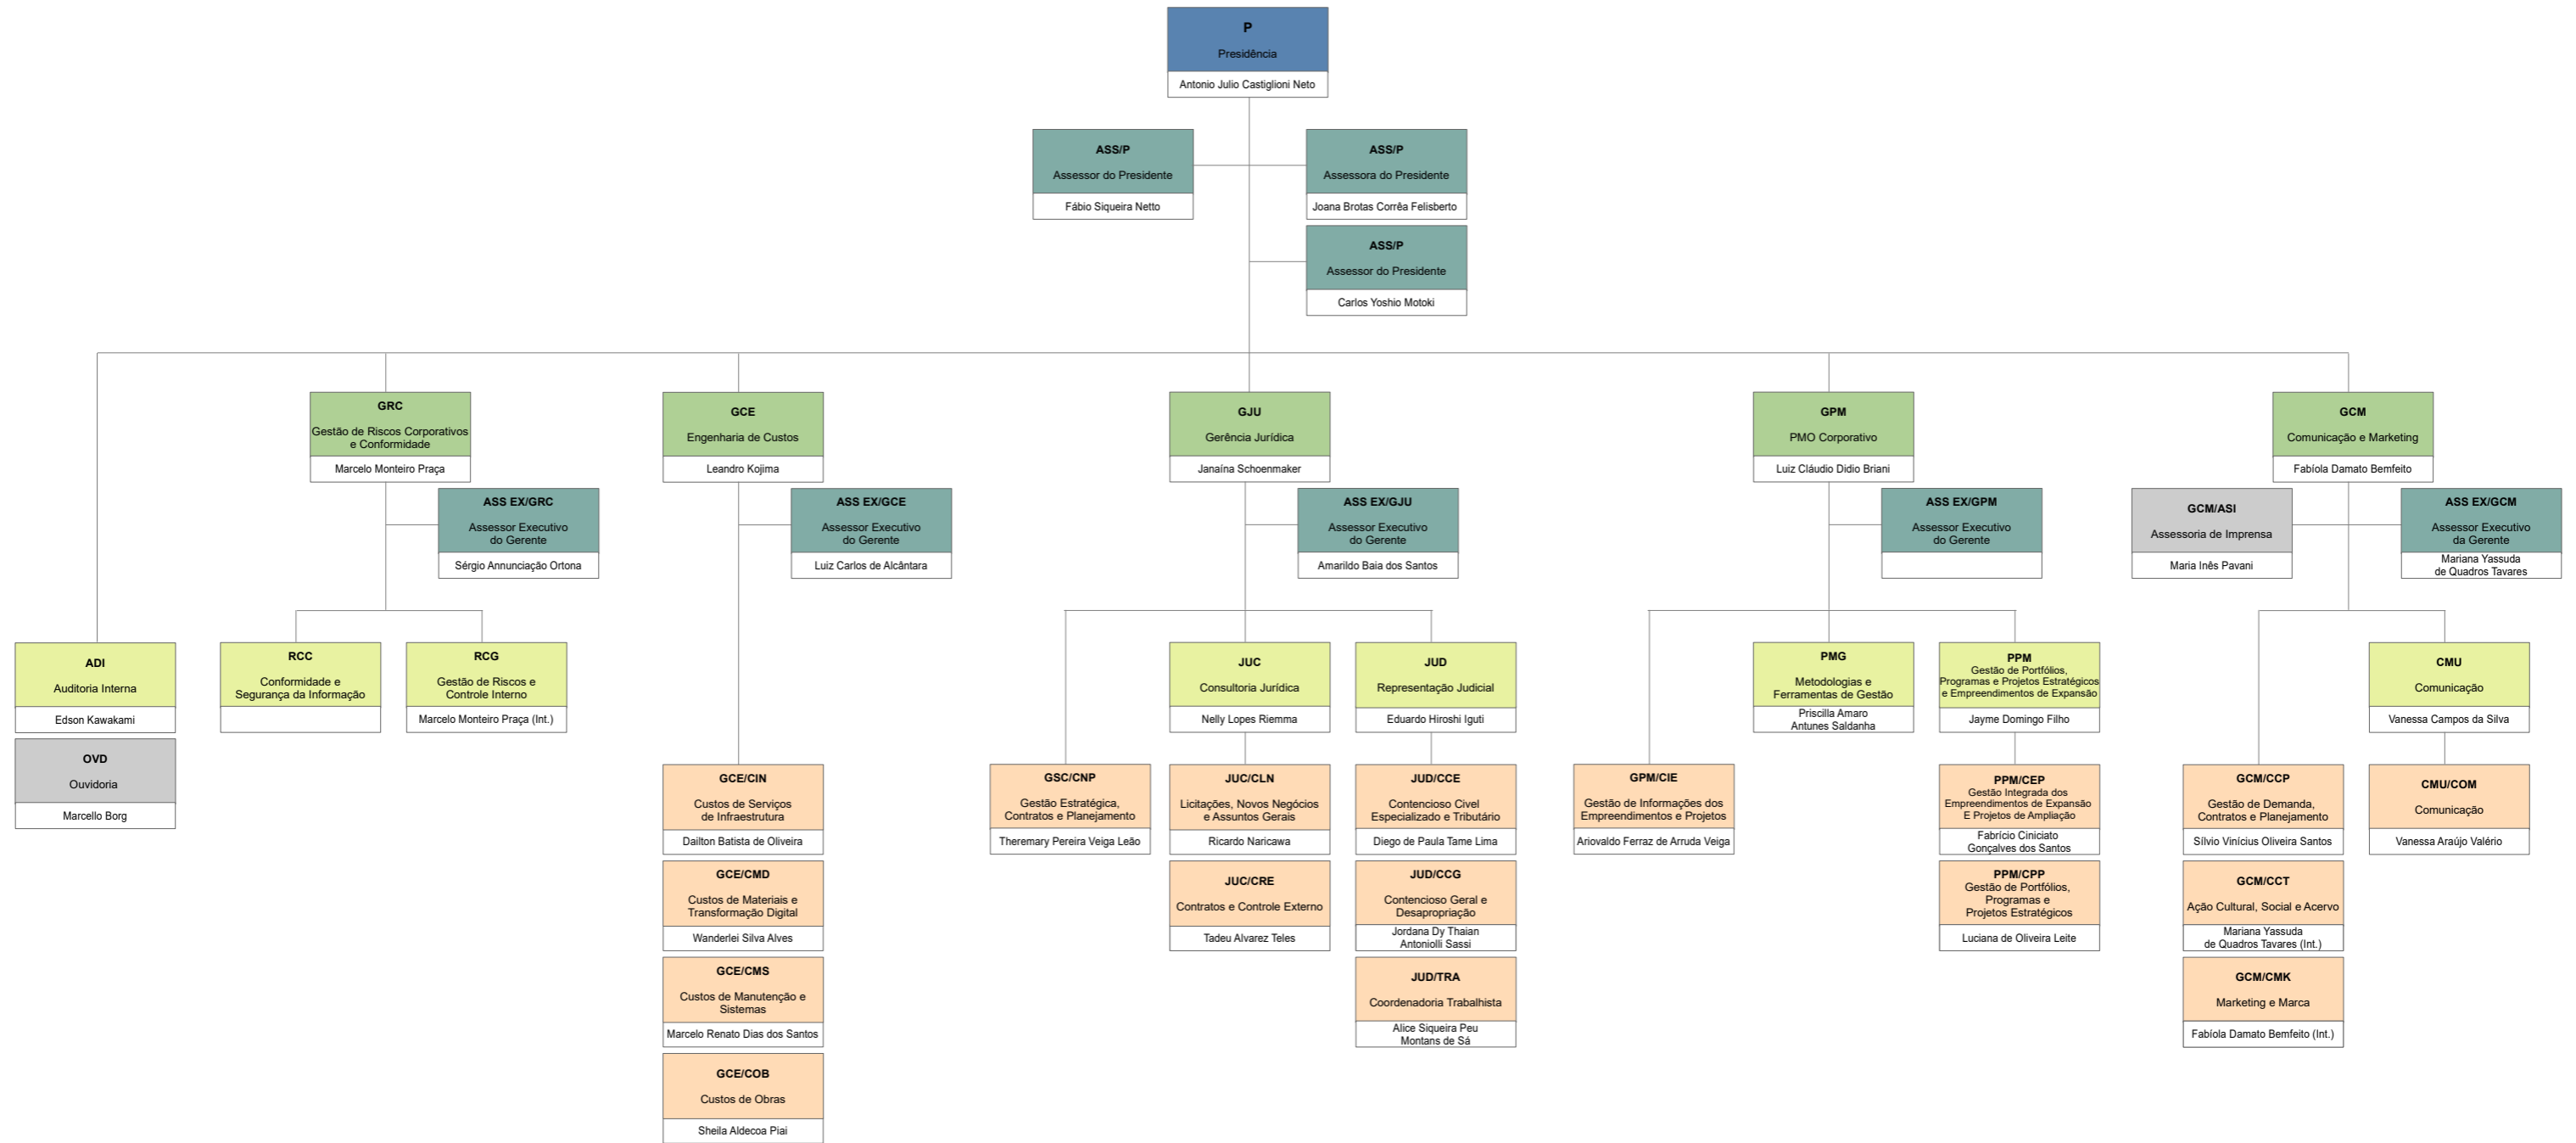 P
Presidência
Antonio Julio Castiglioni Neto
ASS/P
Assessor do Presidente
Fábio Siqueira Netto
ASS/P
Assessora do Presidente
Joana Brotas Corrêa Felisberto
ASS/P
Assessor do Presidente
Carlos Yoshio Motoki
GRC
Gestão de Riscos Corporativos
e Conformidade
Marcelo Monteiro Praça
GCE
Engenharia de Custos
Leandro Kojima
GJU
Gerência Jurídica
Janaína Schoenmaker
GPM
PMO Corporativo
Luiz Cláudio Didio Briani
GCM
Comunicação e Marketing
Fabíola Damato Bemfeito
ASS EX/GRC
Assessor Executivo
do Gerente
Sérgio Annunciação Ortona
ASS EX/GCE
Assessor Executivo
do Gerente
Luiz Carlos de Alcântara
ASS EX/GJU
Assessor Executivo
do Gerente
Amarildo Baia dos Santos
ASS EX/GPM
Assessor Executivo
do Gerente
GCM/ASI
Assessoria de Imprensa
Maria Inês Pavani
ASS EX/GCM
Assessor Executivo
da Gerente
Mariana Yassuda
de Quadros Tavares
ADI
Auditoria Interna
Edson Kawakami
OVD
Ouvidoria
Marcello Borg
RCC
Conformidade e
Segurança da Informação
RCG
Gestão de Riscos e
Controle Interno
Marcelo Monteiro Praça (Int.)
JUC
Consultoria Jurídica
Nelly Lopes Riemma
JUD
Representação Judicial
Eduardo Hiroshi Iguti
PMG
Metodologias e
Ferramentas de Gestão
Priscilla Amaro
Antunes Saldanha
PPM
Gestão de Portfólios,
Programas e Projetos Estratégicos
e Empreendimentos de Expansão
Jayme Domingo Filho
CMU
Comunicação
Vanessa Campos da Silva
GCE/CIN
Custos de Serviços
de Infraestrutura
Dailton Batista de Oliveira
GCE/CMD
Custos de Materiais e
Transformação Digital
Wanderlei Silva Alves
GCE/CMS
Custos de Manutenção e
Sistemas
Marcelo Renato Dias dos Santos
GCE/COB
Custos de Obras
Sheila Aldecoa Piai
GSC/CNP
Gestão Estratégica,
Contratos e Planejamento
Theremary Pereira Veiga Leão
JUC/CLN
Licitações, Novos Negócios
e Assuntos Gerais
Ricardo Naricawa
JUC/CRE
Contratos e Controle Externo
Tadeu Alvarez Teles
JUD/CCE
Contencioso Civel
Especializado e Tributário
Diego de Paula Tame Lima
JUD/CCG
Contencioso Geral e
Desapropriação
Jordana Dy Thaian
Antoniolli Sassi
JUD/TRA
Coordenadoria Trabalhista
Alice Siqueira Peu
Montans de Sá
GPM/CIE
Gestão de Informações dos
Empreendimentos e Projetos
Ariovaldo Ferraz de Arruda Veiga
PPM/CEP
Gestão Integrada dos
Empreendimentos de Expansão
E Projetos de Ampliação
Fabrício Ciniciato
Gonçalves dos Santos
PPM/CPP
Gestão de Portfólios,
Programas e
Projetos Estratégicos
Luciana de Oliveira Leite
GCM/CCP
Gestão de Demanda,
Contratos e Planejamento
Sílvio Vinícius Oliveira Santos
GCM/CCT
Ação Cultural, Social e Acervo
Mariana Yassuda
de Quadros Tavares (Int.)
GCM/CMK
Marketing e Marca
Fabíola Damato Bemfeito (Int.)
CMU/COM
Comunicação
Vanessa Araújo Valério